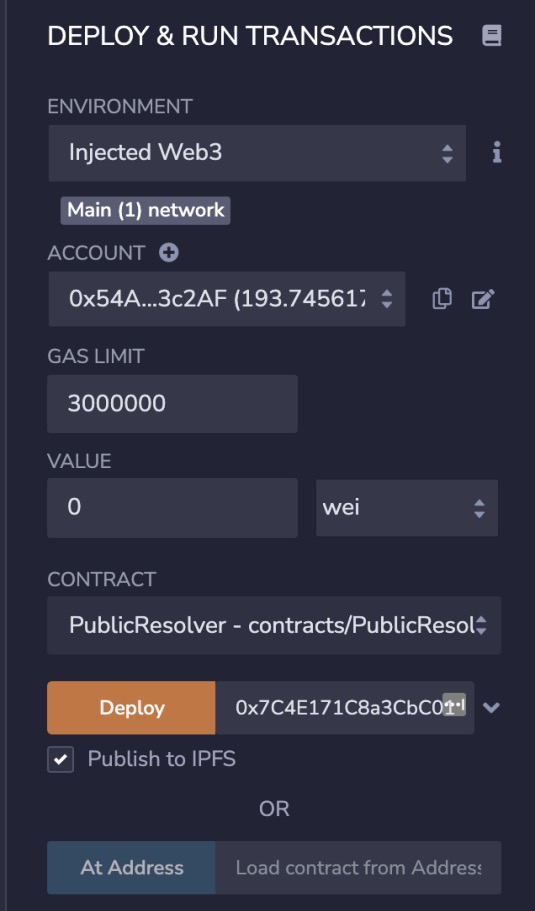 DEPLOY & RUN TRANSACTIONS
ENVIRONMENT
Injected Web3
Main (1) network
ACCOUNT
0x54A...3c2AF (193.745617
GAS LIMIT
3000000
VALUE
0 wei
CONTRACT
PublicResolver - contracts/PublicResol
Deploy 0x7C4E171C8a3CbC01
Publish to IPFS
OR
At Address Load contract from Address